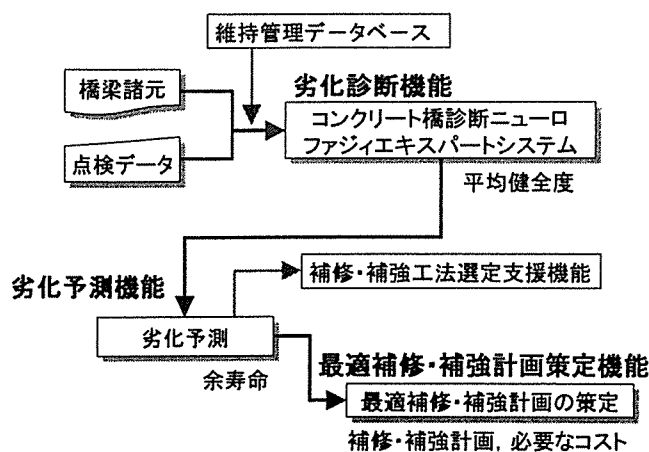 維持管理データベース
橋梁諸元
劣化診断機能
コンクリート橋診断ニューロ
ファジィエキスパートシステム
点検データ
平均健全度
補修・補強工法選定支援機能
劣化予測機能
劣化予測
最適補修・補強計画策定機能
余寿命
最適補修・補強計画の策定
補修・補強計画，必要なコスト